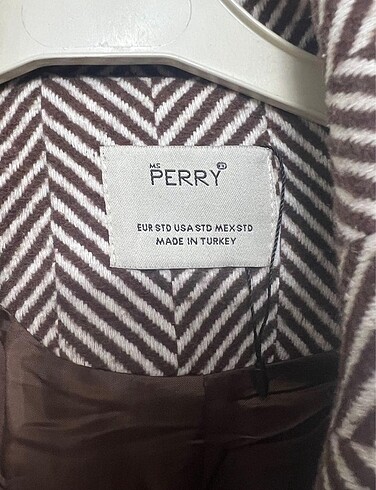 MS
PERRY
EUR STD USA STD MEX STD
MADE IN TURKEY